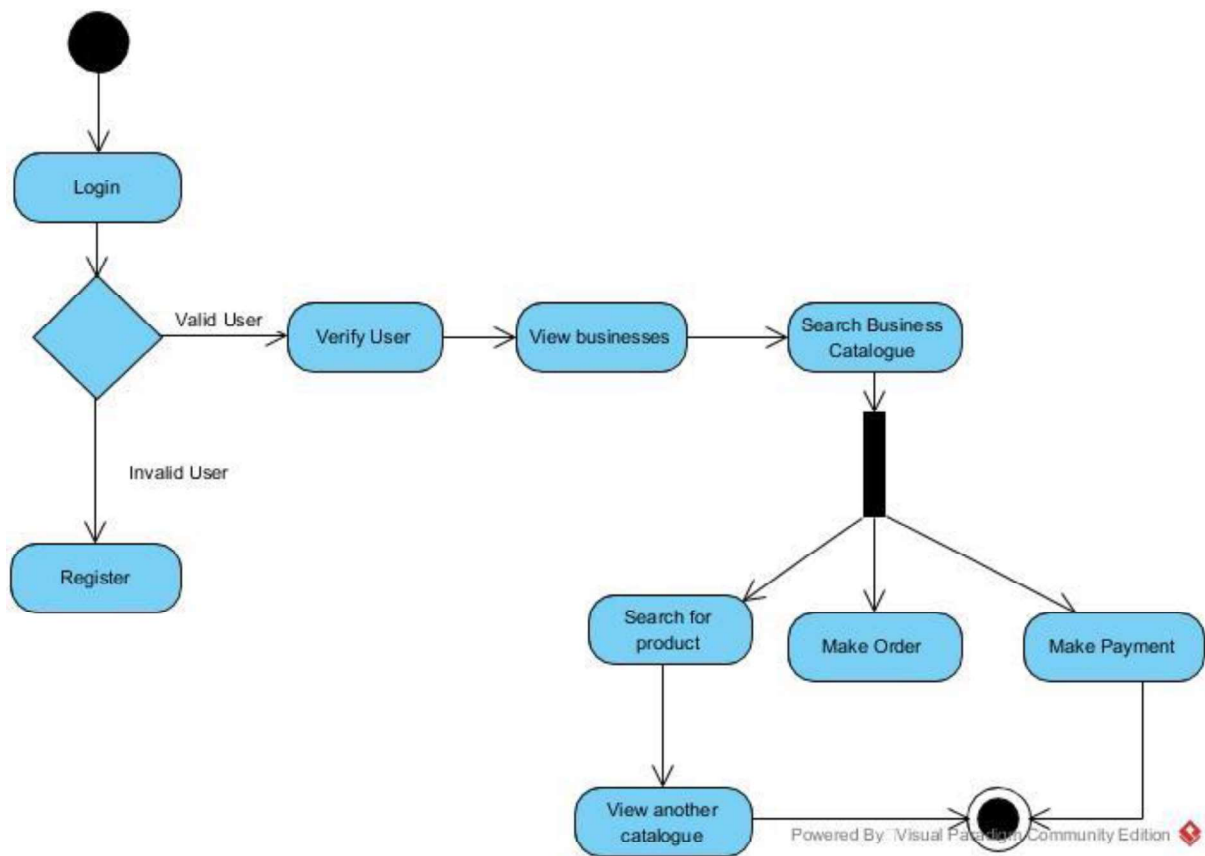 Login
Valid User
Verify User
View businesses
Search Business
Catalogue
Invalid User
Register
Search for
product
Make Order
Make Payment
View another
catalogue
Powered By Visual Paradigm Community Edition